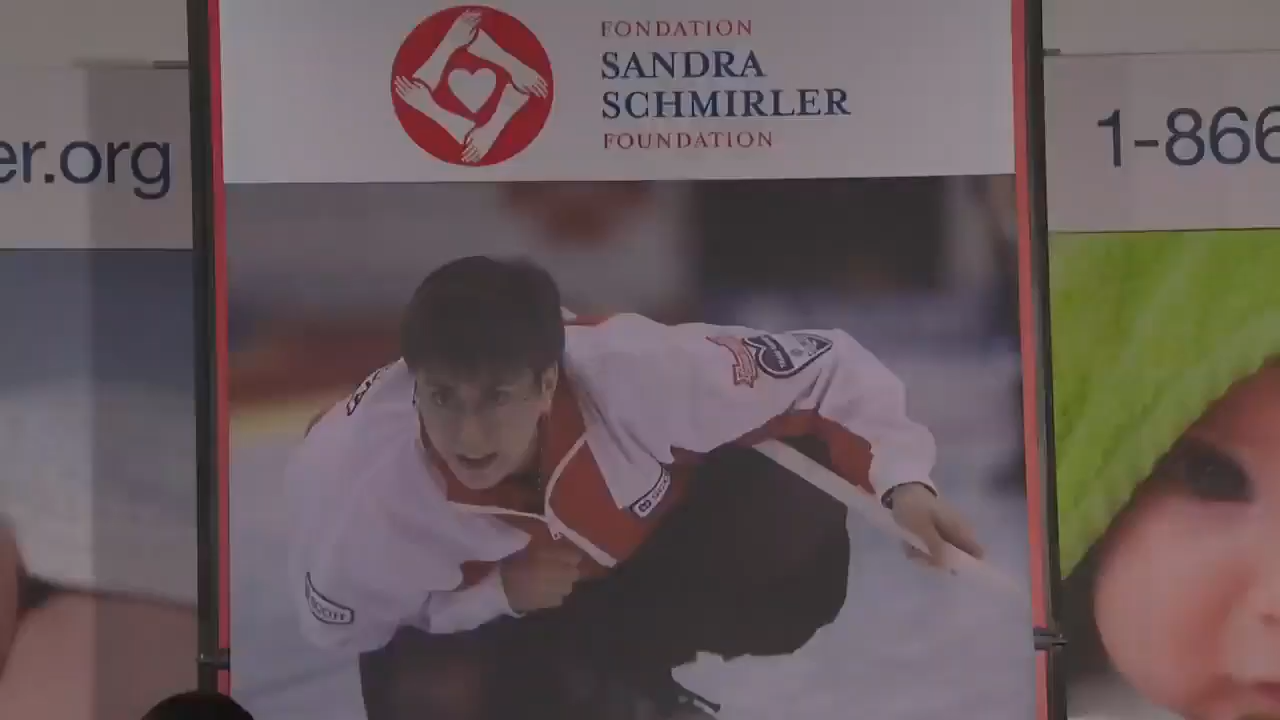 FONDATION
SANDRA
SCHMIRLER
FOUNDATION
er.org
1-866